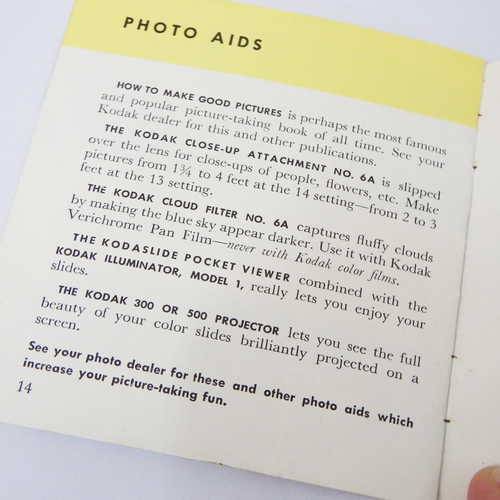 PHOTO AIDS
HOW TO MAKE GOOD PICTURES is perhaps the most famous
and popular picture-taking book of all time. See your
Kodak dealer for this and other publications.
THE KODAK CLOSE-UP ATTACHMENT NO. 6A is slipped
over the lens for close-ups of people, flowers, etc. Make
pictures from 1¾ to 4 feet at the 14 setting—from 2 to 3
feet at the 13 setting.
THE KODAK CLOUD FILTER NO. 6A captures fluffy clouds
by making the blue sky appear darker. Use it with Kodak
Verichrome Pan Film—never with Kodak color films.
THE KODASLIDE POCKET VIEWER combined with the
KODAK ILLUMINATOR, MODEL 1, really lets you enjoy your
slides.
THE KODAK 300 OR 500 PROJECTOR lets you see the full
beauty of your color slides brilliantly projected on a
screen.
See your photo dealer for these and other photo aids which
increase your picture-taking fun.
14